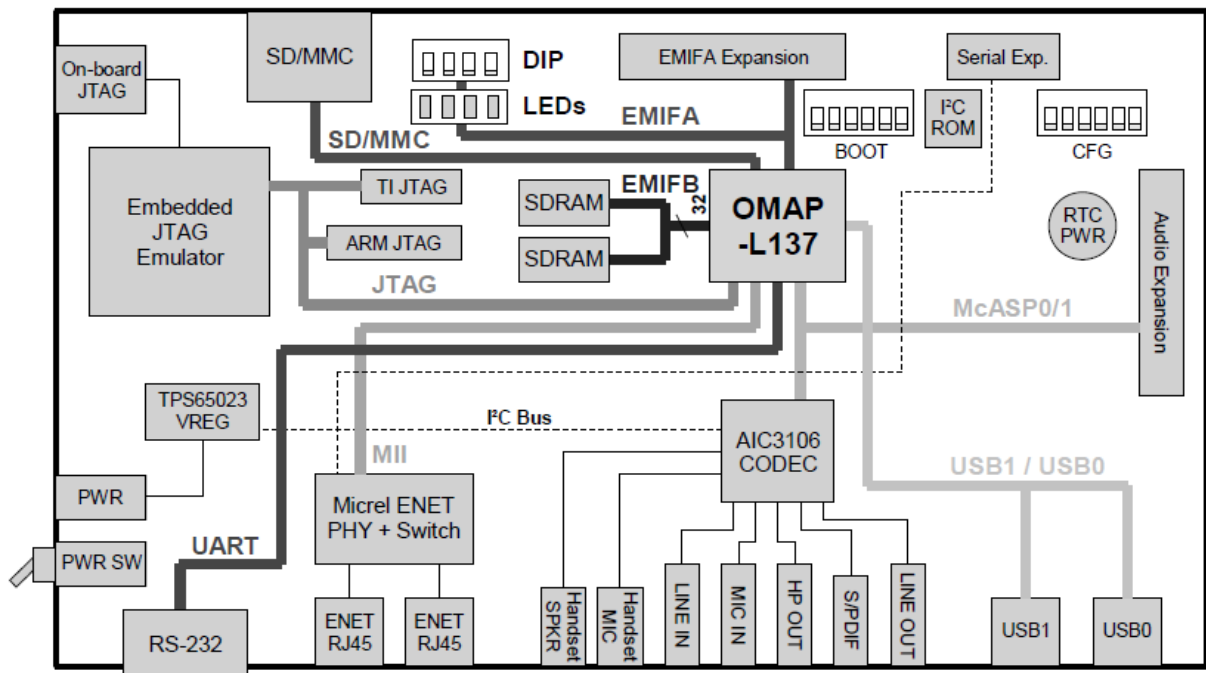 On-board
JTAG
SD/MMC
DIP
LEDs
EMIFA Expansion
Serial Exp.
BOOT
I²C
ROM
CFG
EMIFA
SD/MMC
Embedded
JTAG
Emulator
TI JTAG
ARM JTAG
JTAG
EMIFB
32
SDRAM
SDRAM
OMAP
-L137
RTC
PWR
Audio Expansion
McASP0/1
TPS65023
VREG
I²C Bus
MII
AIC3106
CODEC
USB1 / USB0
PWR
PWR SW
UART
Micrel ENET
PHY + Switch
RS-232
ENET
RJ45
ENET
RJ45
Handset
SPKR
Handset
MIC
LINE IN
MIC IN
HP OUT
S/PDIF
LINE OUT
USB1
USB0